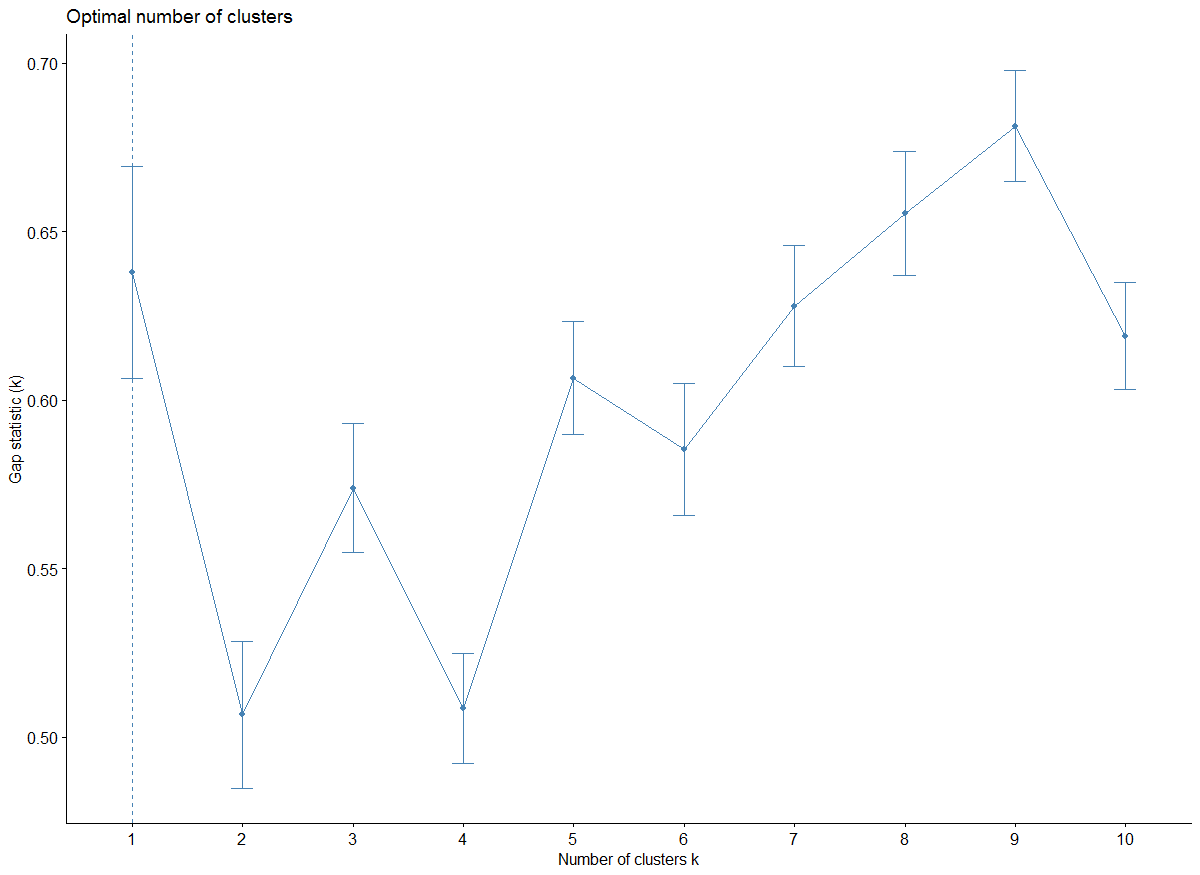 Optimal number of clusters
0.70
0.65
0.60
0.55
0.50
Gap statistic (k)
1 2 3 4 5 6 7 8 9 10
Number of clusters k